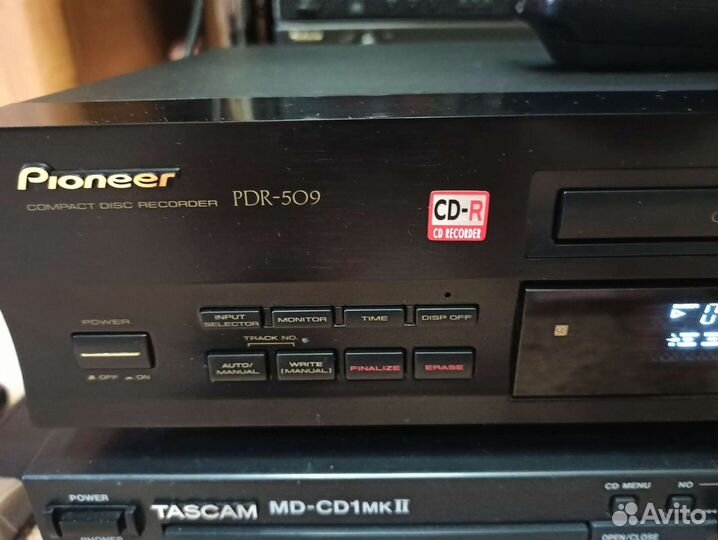 Pioneer
COMPACT DISC RECORDER PDR-509
CD-R
CD RECORDER
INPUT SELECTOR
MONITOR
TIME
DISP OFF
TRACK NO.
POWER
OFF ON
AUTO/ MANUAL
WRITE [MANUAL]
FINALIZE
ERASE
POWER
PHONES
TASCAM MD-CD1MKII
CD MENU
NO
OPEN/CLOSE
Avito